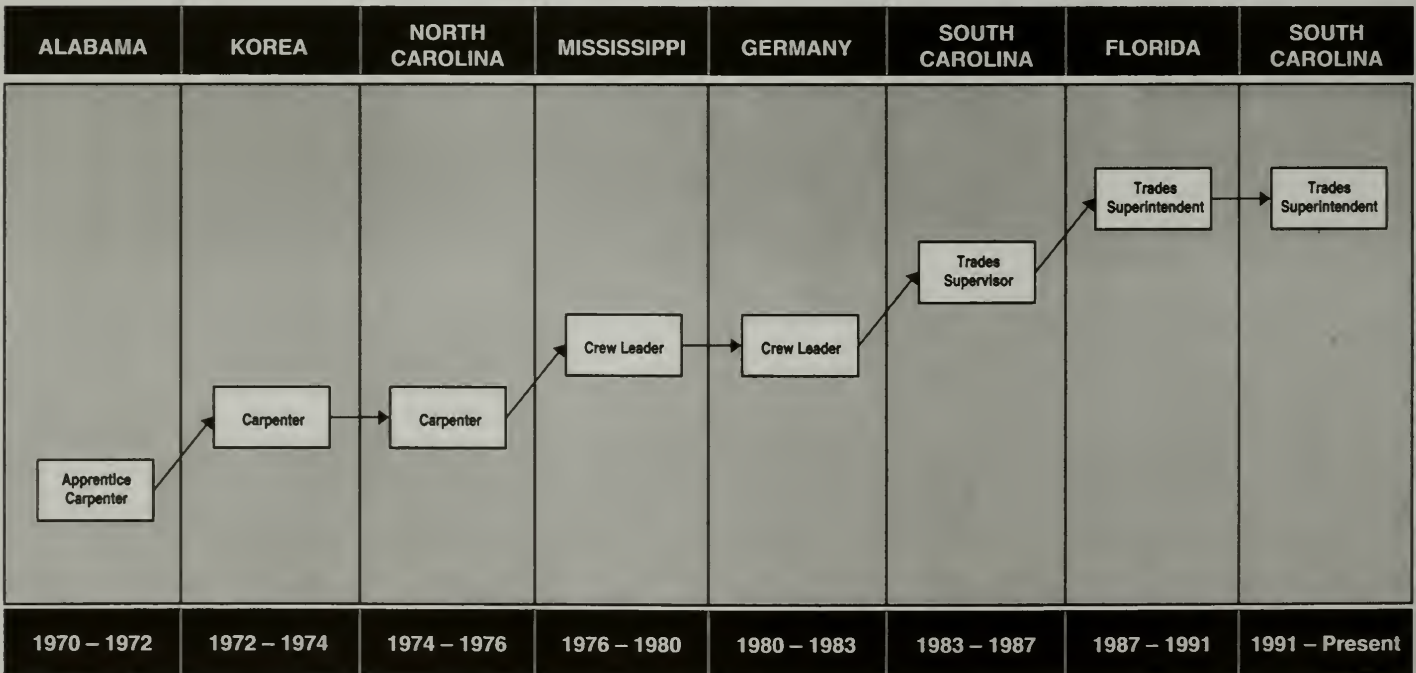 ALABAMA
KOREA
NORTH
CAROLINA
MISSISSIPPI
GERMANY
SOUTH
CAROLINA
FLORIDA
SOUTH
CAROLINA
Trades
Superintendent
Trades
Superintendent
Trades
Supervisor
Crew Leader
Crew Leader
Carpenter
Carpenter
Apprentice
Carpenter
1970 – 1972
1972 – 1974
1974 – 1976
1976 – 1980
1980 – 1983
1983 – 1987
1987 – 1991
1991 – Present